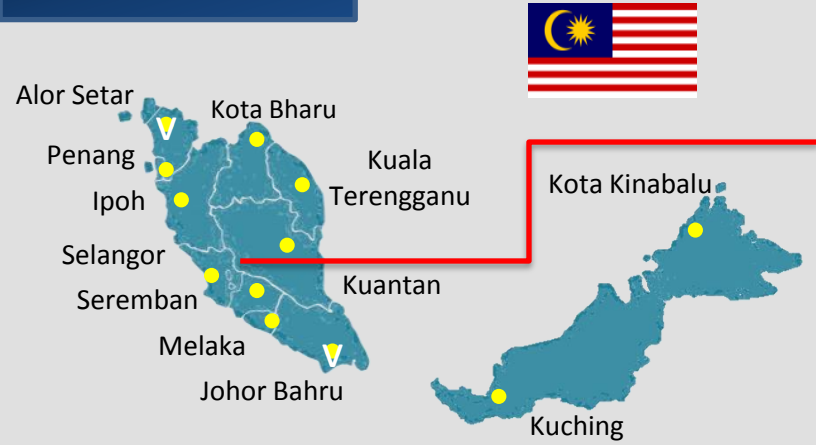 Alor Setar
Kota Bharu
V
Penang
Kuala
Terengganu
Ipoh
Kota Kinabalu
Selangor
Kuantan
Seremban
Melaka
V
Johor Bahru
Kuching